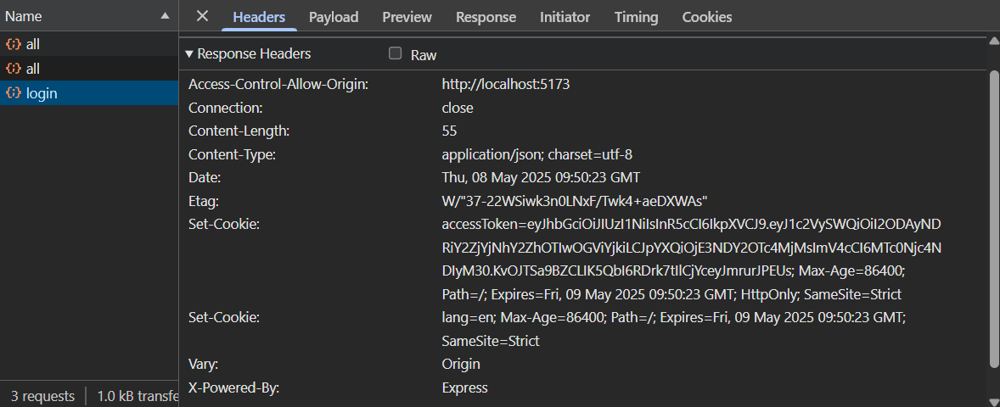 Name
Headers Payload Preview Response Initiator Timing Cookies
all
all
login
Response Headers Raw
Access-Control-Allow-Origin: http://localhost:5173
Connection: close
Content-Length: 55
Content-Type: application/json; charset=utf-8
Date: Thu, 08 May 2025 09:50:23 GMT
Etag: W/"37-22WSiwk3n0LNxF/Twk4+aeDXWAs"
Set-Cookie: accessToken=eyJhbGciOiJIUzI1NiIsInR5cCI6IkpXVCJ9.eyJ1c2VySWQiOiI2ODAyND
RiY2ZjYjNhY2ZhOTIwOGViYjkiLCJpYXQiOjE3NDY2OTc4MjMsImV4cCI6MTc0Njc4N
DIyM30.KvOJTSa9BZCLIK5QbI6RDrk7tIlCjYceyJmrurJPEUs; Max-Age=86400;
Path=/; Expires=Fri, 09 May 2025 09:50:23 GMT; HttpOnly; SameSite=Strict
Set-Cookie: lang=en; Max-Age=86400; Path=/; Expires=Fri, 09 May 2025 09:50:23 GMT;
SameSite=Strict
Vary: Origin
X-Powered-By: Express
3 requests 1.0 kB transfe